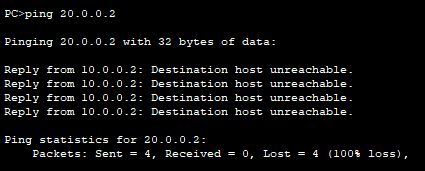 PC>ping 20.0.0.2
Pinging 20.0.0.2 with 32 bytes of data:
Reply from 10.0.0.2: Destination host unreachable.
Reply from 10.0.0.2: Destination host unreachable.
Reply from 10.0.0.2: Destination host unreachable.
Reply from 10.0.0.2: Destination host unreachable.
Ping statistics for 20.0.0.2:
Packets: Sent = 4, Received = 0, Lost = 4 (100% loss),